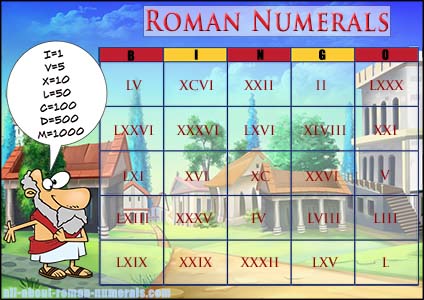 ROMAN NUMERALS
I=1
V=5
X=10
L=50
C=100
D=500
M=1000
B I N G O
LV XCVI XXII II LXXX
LXXVI XXXVI LXVI XLVIII XXI
LXI XVI XC XXVI V
LXIII XXXV IV LVIII LIII
LXIX XXIX XXXII LXV L
all-about-roman-numerals.com